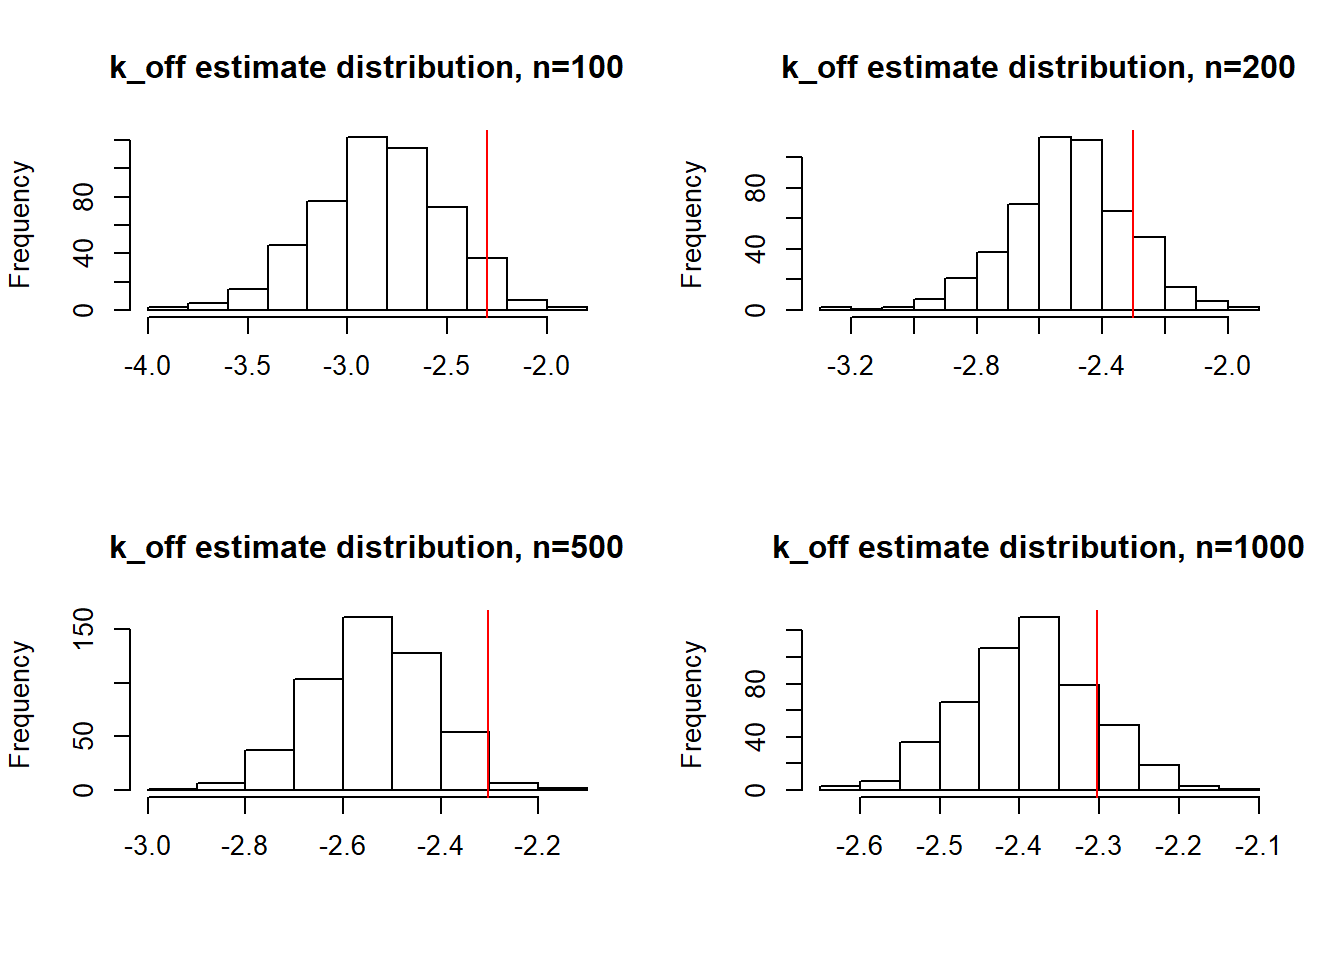 k_off estimate distribution, n=100
Frequency
0 40 80
-4.0 -3.5 -3.0 -2.5 -2.0
k_off estimate distribution, n=200
Frequency
0 40 80
-3.2 -2.8 -2.4 -2.0
k_off estimate distribution, n=500
Frequency
0 50 150
-3.0 -2.8 -2.6 -2.4 -2.2
k_off estimate distribution, n=1000
Frequency
0 40 80
-2.6 -2.5 -2.4 -2.3 -2.2 -2.1